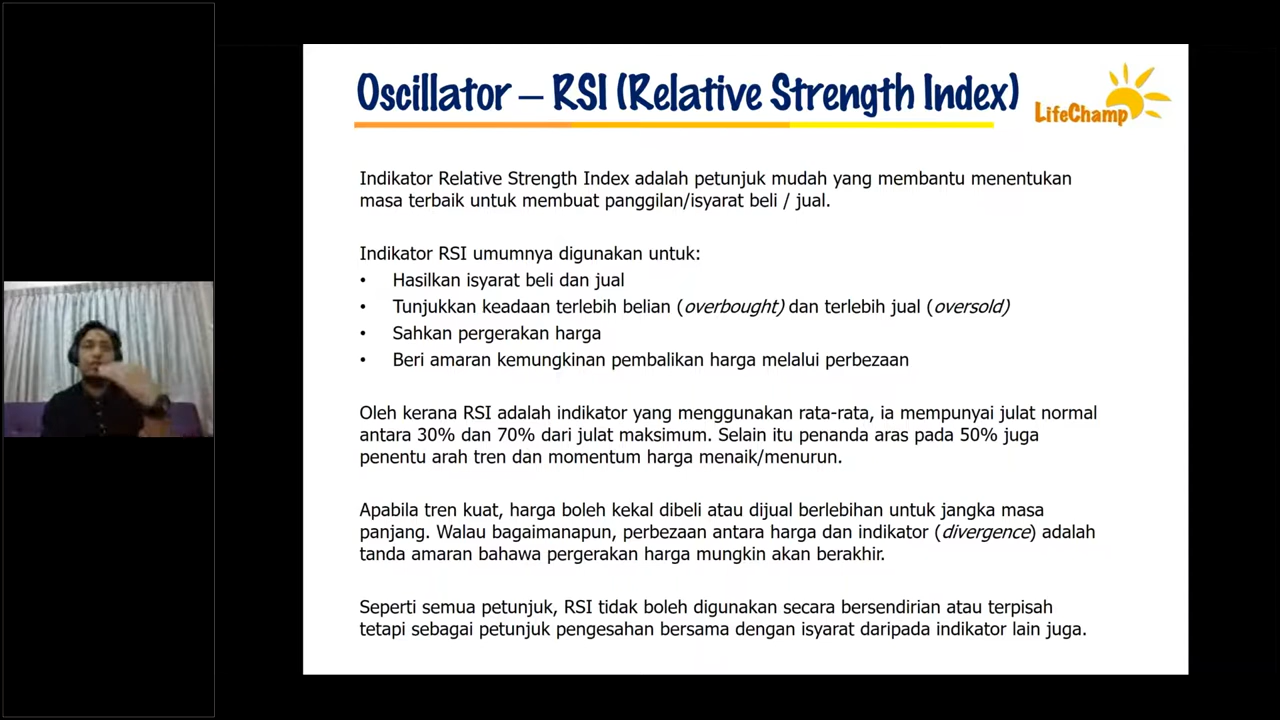 Oscillator – RSI (Relative Strength Index)
LifeChamp
Indikator Relative Strength Index adalah petunjuk mudah yang membantu menentukan
masa terbaik untuk membuat panggilan/isyarat beli / jual.
Indikator RSI umumnya digunakan untuk:
• Hasilkan isyarat beli dan jual
• Tunjukkan keadaan terlebih belian (overbought) dan terlebih jual (oversold)
• Sahkan pergerakan harga
• Beri amaran kemungkinan pembalikan harga melalui perbezaan
Oleh kerana RSI adalah indikator yang menggunakan rata-rata, ia mempunyai julat normal
antara 30% dan 70% dari julat maksimum. Selain itu penanda aras pada 50% juga
penentu arah tren dan momentum harga menaik/menurun.
Apabila tren kuat, harga boleh kekal dibeli atau dijual berlebihan untuk jangka masa
panjang. Walau bagaimanapun, perbezaan antara harga dan indikator (divergence) adalah
tanda amaran bahawa pergerakan harga mungkin akan berakhir.
Seperti semua petunjuk, RSI tidak boleh digunakan secara bersendirian atau terpisah
tetapi sebagai petunjuk pengesahan bersama dengan isyarat daripada indikator lain juga.